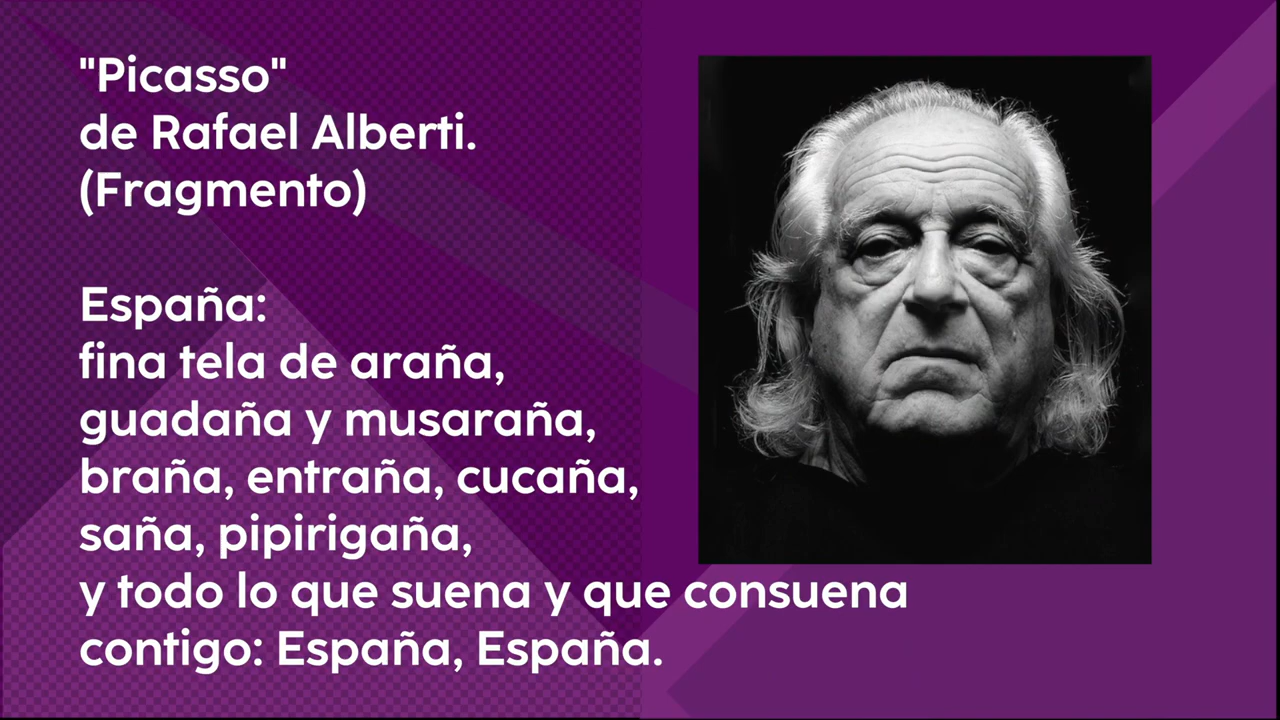 "Picasso"
de Rafael Alberti.
(Fragmento)
España:
fina tela de araña,
guadaña y musaraña,
braña, entraña, cucaña,
saña, pipirigaña,
y todo lo que suena y que consuena
contigo: España, España.